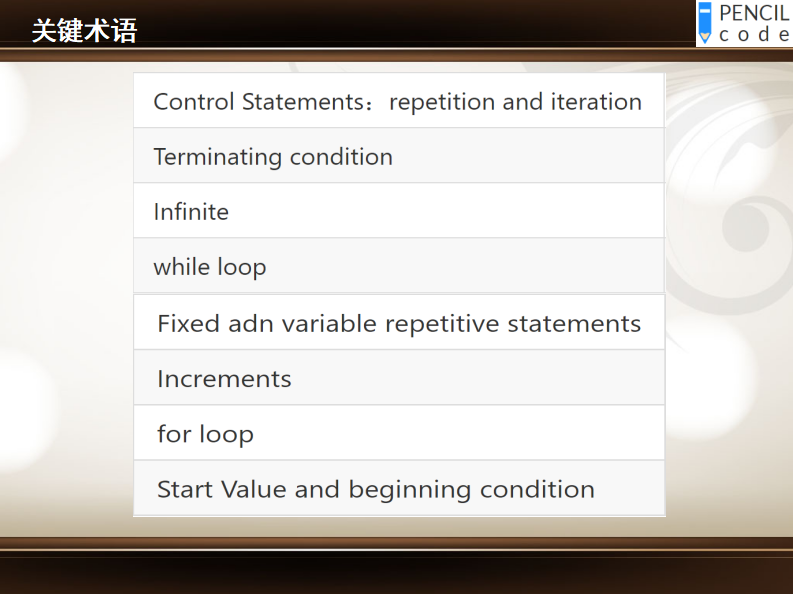 关键术语
PENCIL
code
Control Statements：repetition and iteration
Terminating condition
Infinite
while loop
Fixed adn variable repetitive statements
Increments
for loop
Start Value and beginning condition